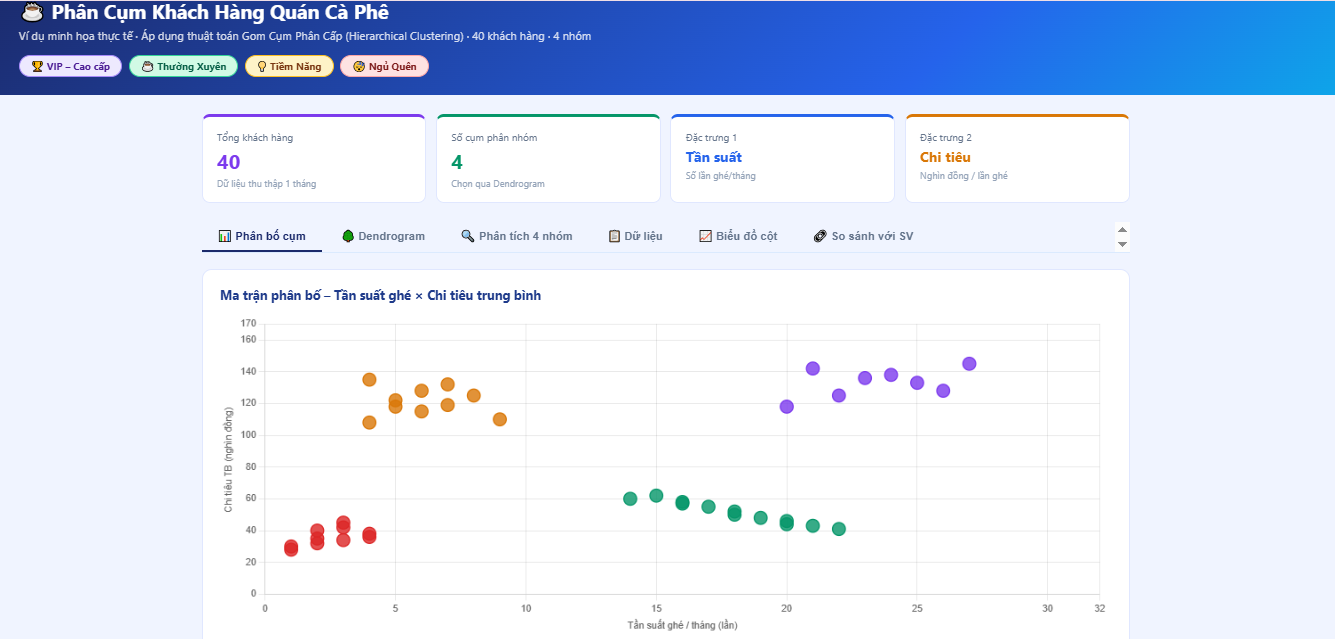 Phân Cụm Khách Hàng Quán Cà Phê
Ví dụ minh họa thực tế · Áp dụng thuật toán Gom Cụm Phân Cấp (Hierarchical Clustering) · 40 khách hàng · 4 nhóm
VIP – Cao cấp
Thường Xuyên
Tiềm Năng
Ngủ Quên
Tổng khách hàng
40
Dữ liệu thu thập 1 tháng
Số cụm phân nhóm
4
Chọn qua Dendrogram
Đặc trưng 1
Tần suất
Số lần ghé/tháng
Đặc trưng 2
Chi tiêu
Nghìn đồng / lần ghé
Phân bố cụm
Dendrogram
Phân tích 4 nhóm
Dữ liệu
Biểu đồ cột
So sánh với SV
Ma trận phân bố – Tần suất ghé × Chi tiêu trung bình
Chi tiêu TB (nghìn đồng)
170
160
140
120
100
80
60
40
20
0
0 5 10 15 20 25 30 32
Tần suất ghé / tháng (lần)